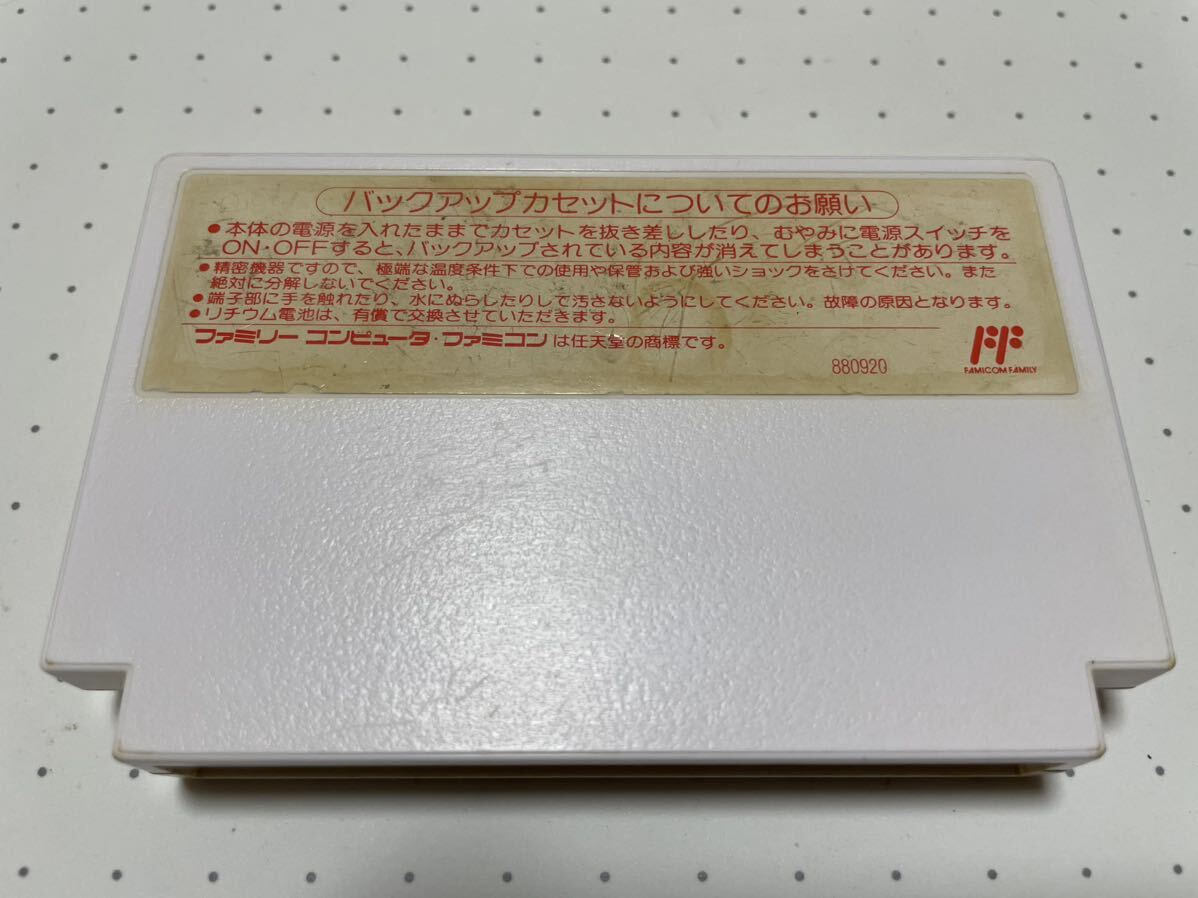 バックアップカセットについてのお願い
●本体の電源を入れたままでカセットを抜き差ししたり、むやみに電源スイッチを
ON・OFFすると、バックアップされている内容が消えてしまうことがあります。
●精密機器ですので、極端な温度条件下での使用や保管および強いショックをさけてください。また
絶対に分解しないでください。
●端子部に手を触れたり、水にぬらしたりして汚さないようにしてください。故障の原因となります。
●リチウム電池は、有償で交換させていただきます。
ファミリーコンピュータ・ファミコンは任天堂の商標です。
880920
FF
FAMICOM FAMILY